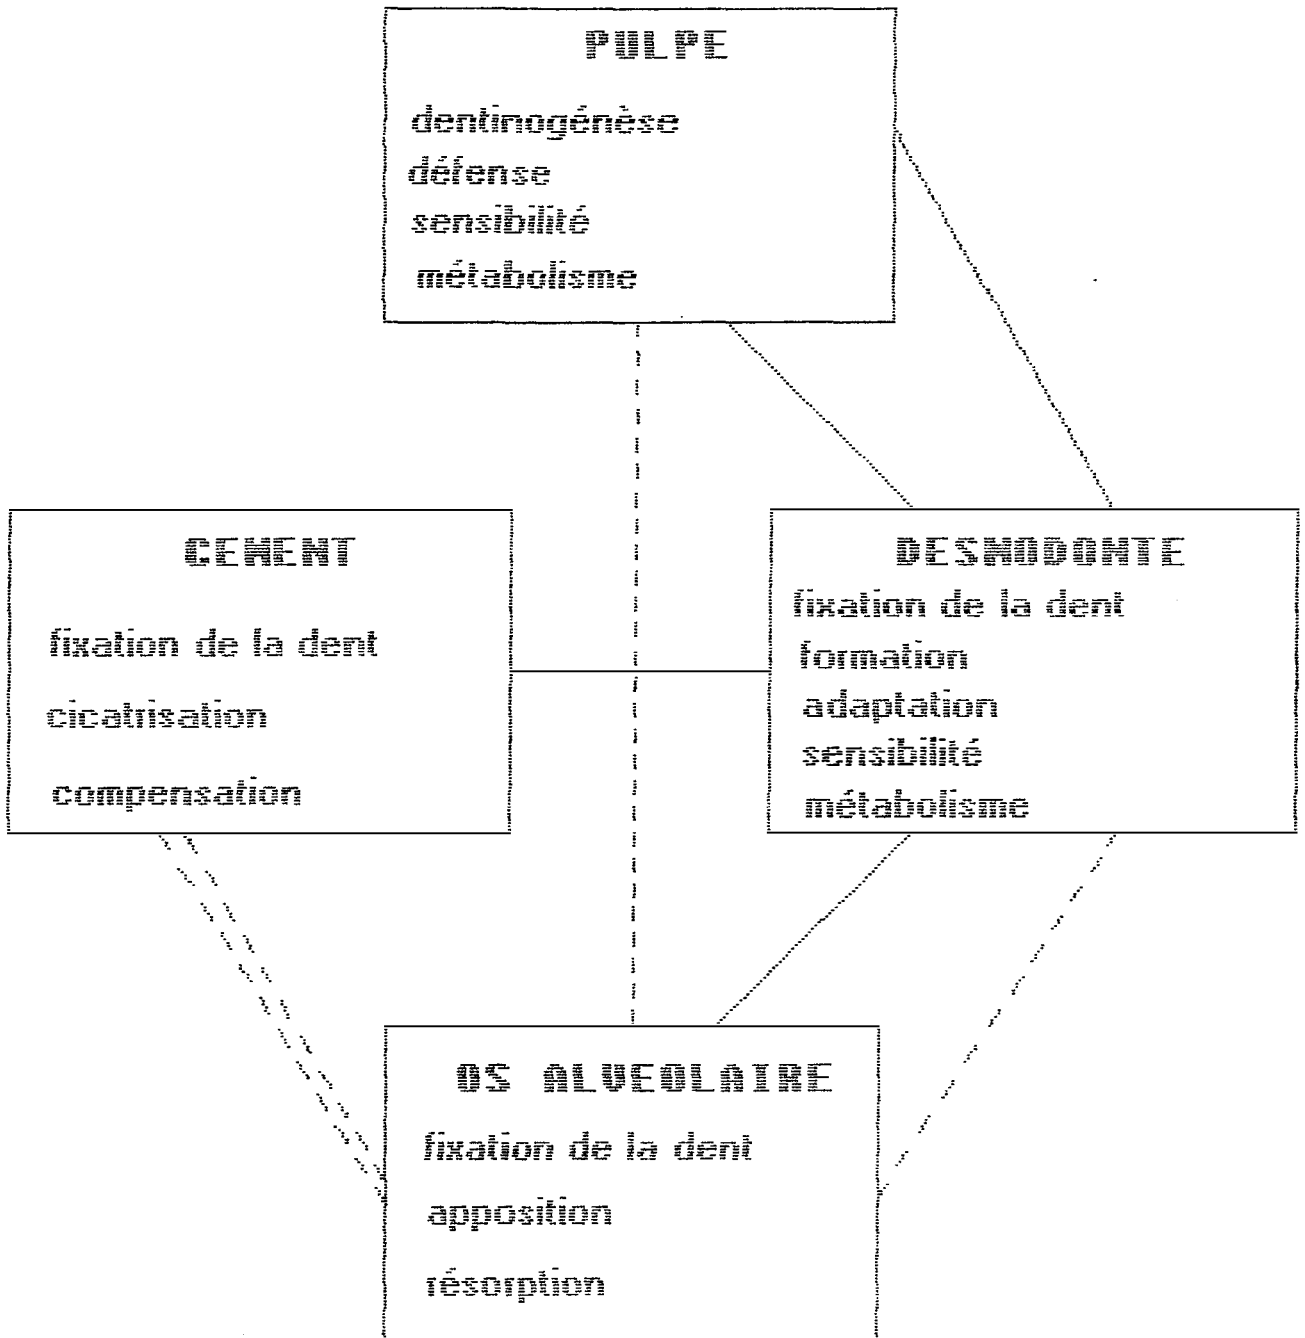 PULPE
dentinogénèse
défense
sensibilité
métabolisme
CEMENT
fixation de la dent
cicatrisation
compensation
DESMODONTE
fixation de la dent
formation
adaptation
sensibilité
métabolisme
OS ALVEOLAIRE
fixation de la dent
apposition
résorption